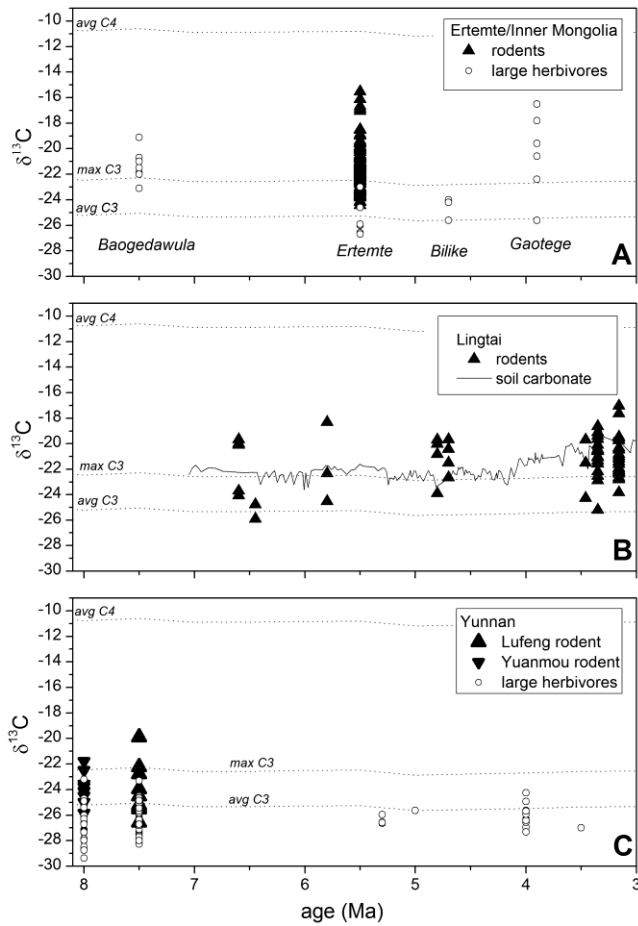 -9
-10
avg C4
Ertemte/Inner Mongolia
-12
rodents
-14
large herbivores
-16
-18
δ13C
-20
-22
max C3
-24
avg C3
-26
Baogedawula
Ertemte
Bilike
Gaotege
-28
A
-30
-9
-10
avg C4
Lingtai
-12
rodents
-14
soil carbonate
-16
-18
δ13C
-20
-22
max C3
-24
avg C3
-26
-28
B
-30
-9
-10
avg C4
Yunnan
-12
Lufeng rodent
Yuanmou rodent
-14
large herbivores
-16
-18
δ13C
-20
-22
max C3
-24
avg C3
-26
-28
C
-30
8 7 6 5 4 3
age (Ma)